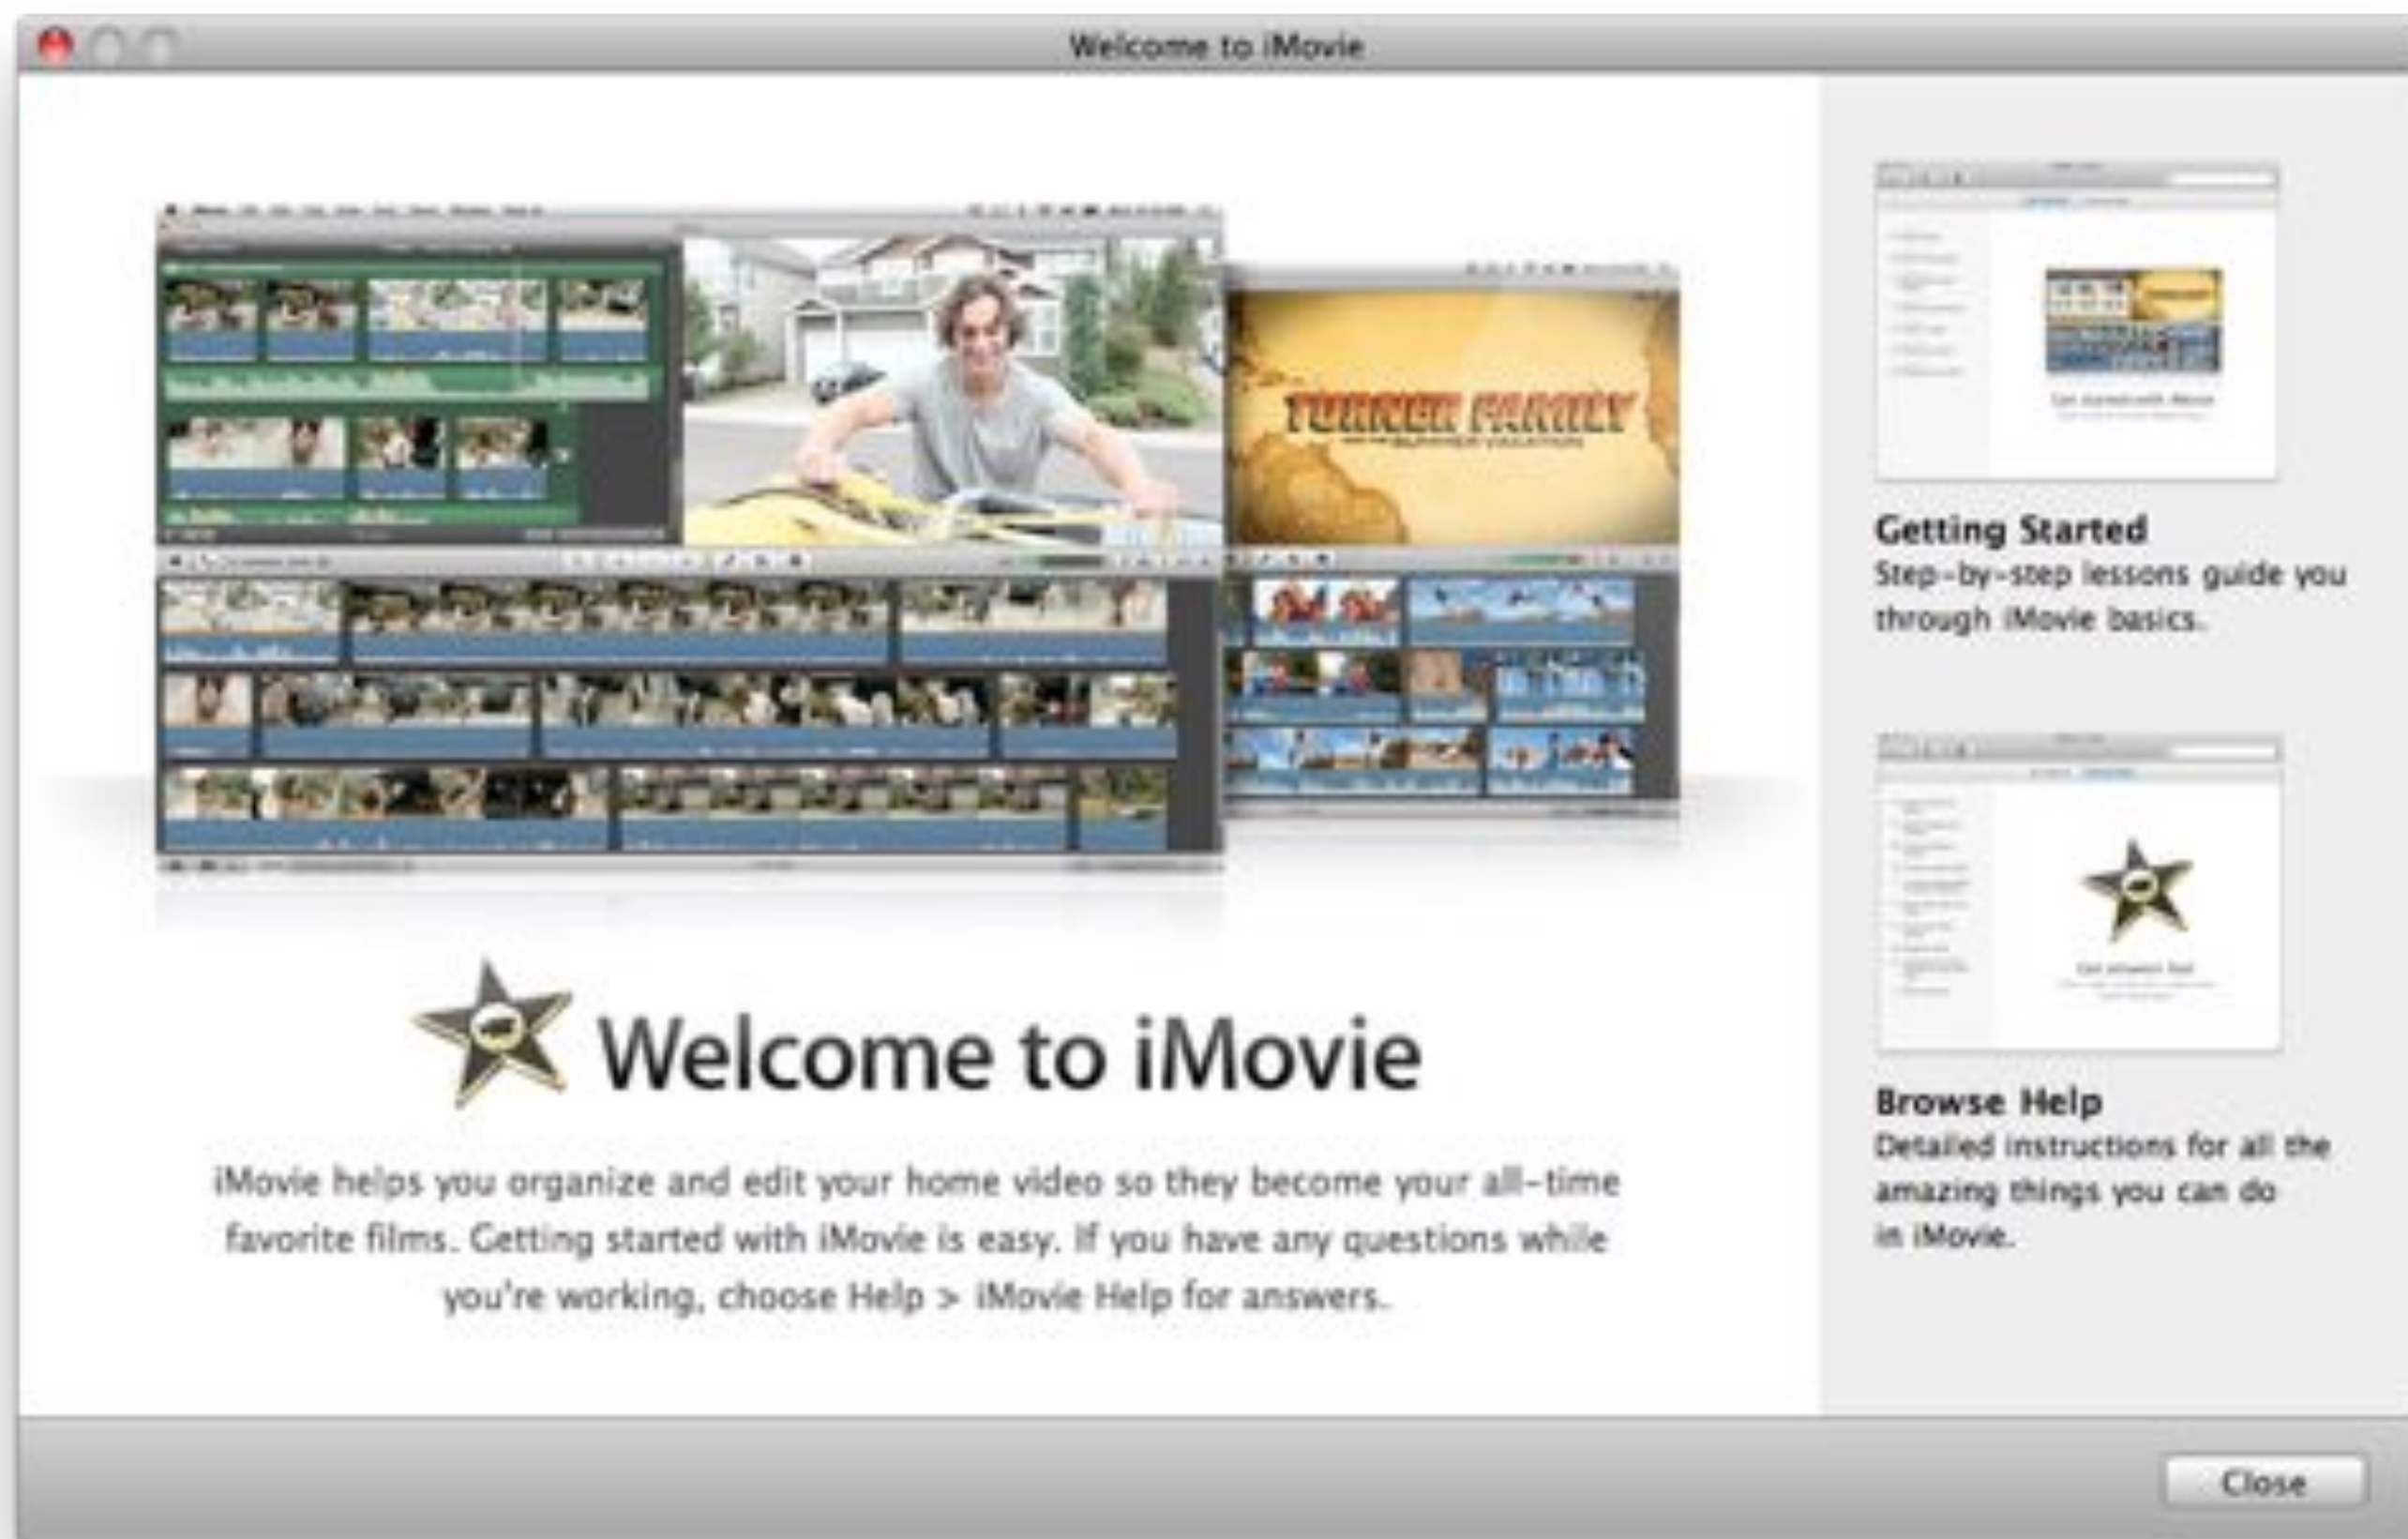 Welcome to iMovie
TURNER FAMILY
SUMMER VACATION
Welcome to iMovie
iMovie helps you organize and edit your home video so they become your all-time
favorite films. Getting started with iMovie is easy. If you have any questions while
you're working, choose Help > iMovie Help for answers.
Getting Started
Step-by-step lessons guide you
through iMovie basics.
Browse Help
Detailed instructions for all the
amazing things you can do
in iMovie.
Close